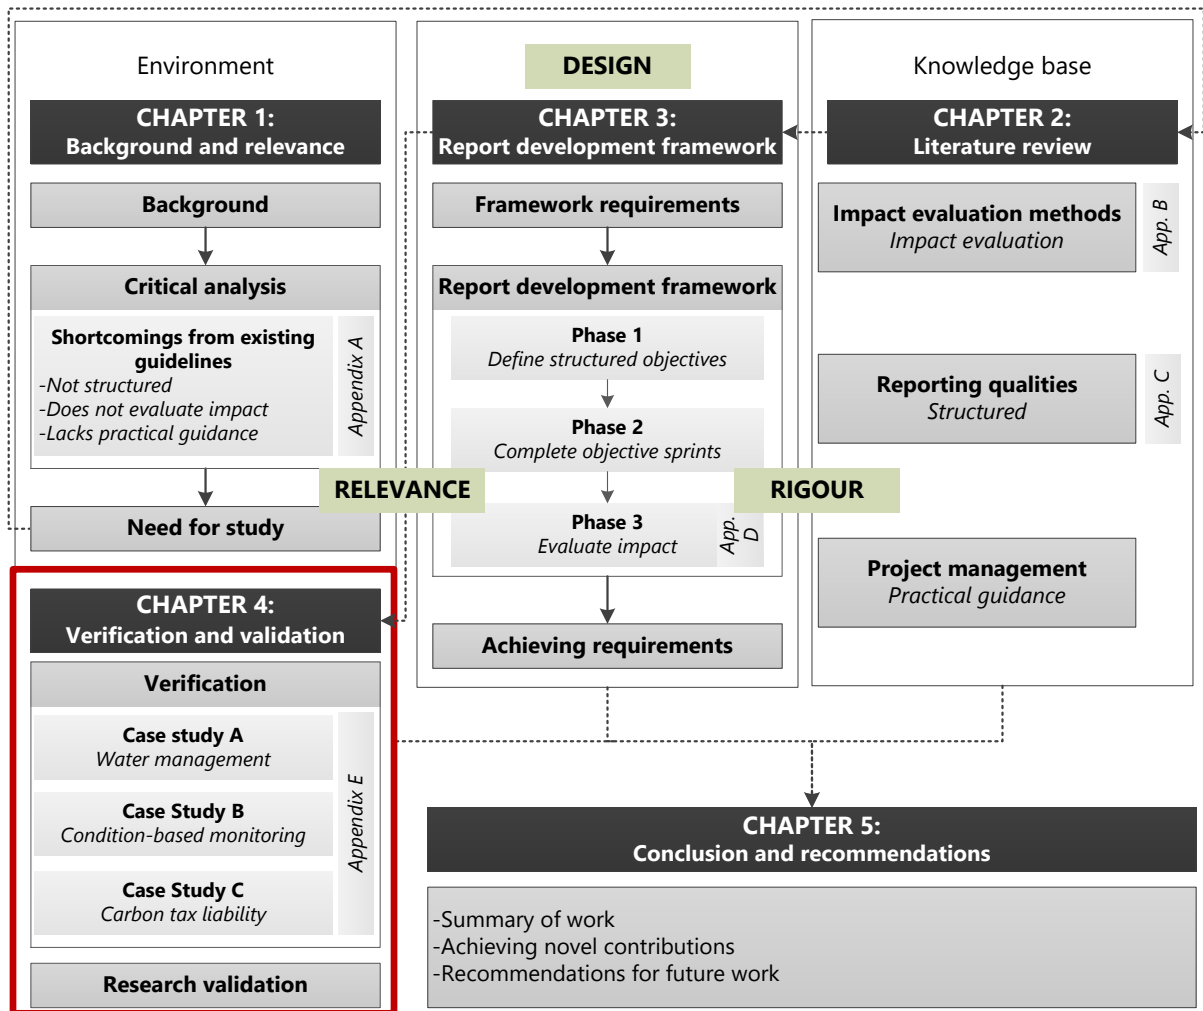 Environment
CHAPTER 1:
Background and relevance
Background
Critical analysis
Shortcomings from existing
guidelines
-Not structured
-Does not evaluate impact
-Lacks practical guidance
Appendix A
Need for study
RELEVANCE
CHAPTER 4:
Verification and validation
Verification
Case study A
Water management
Case Study B
Condition-based monitoring
Case Study C
Carbon tax liability
Appendix E
Research validation
DESIGN
CHAPTER 3:
Report development framework
Framework requirements
Report development framework
Phase 1
Define structured objectives
Phase 2
Complete objective sprints
Phase 3
Evaluate impact
App.
D
Achieving requirements
RIGOUR
Knowledge base
CHAPTER 2:
Literature review
Impact evaluation methods
Impact evaluation
App. B
Reporting qualities
Structured
App. C
Project management
Practical guidance
CHAPTER 5:
Conclusion and recommendations
-Summary of work
-Achieving novel contributions
-Recommendations for future work